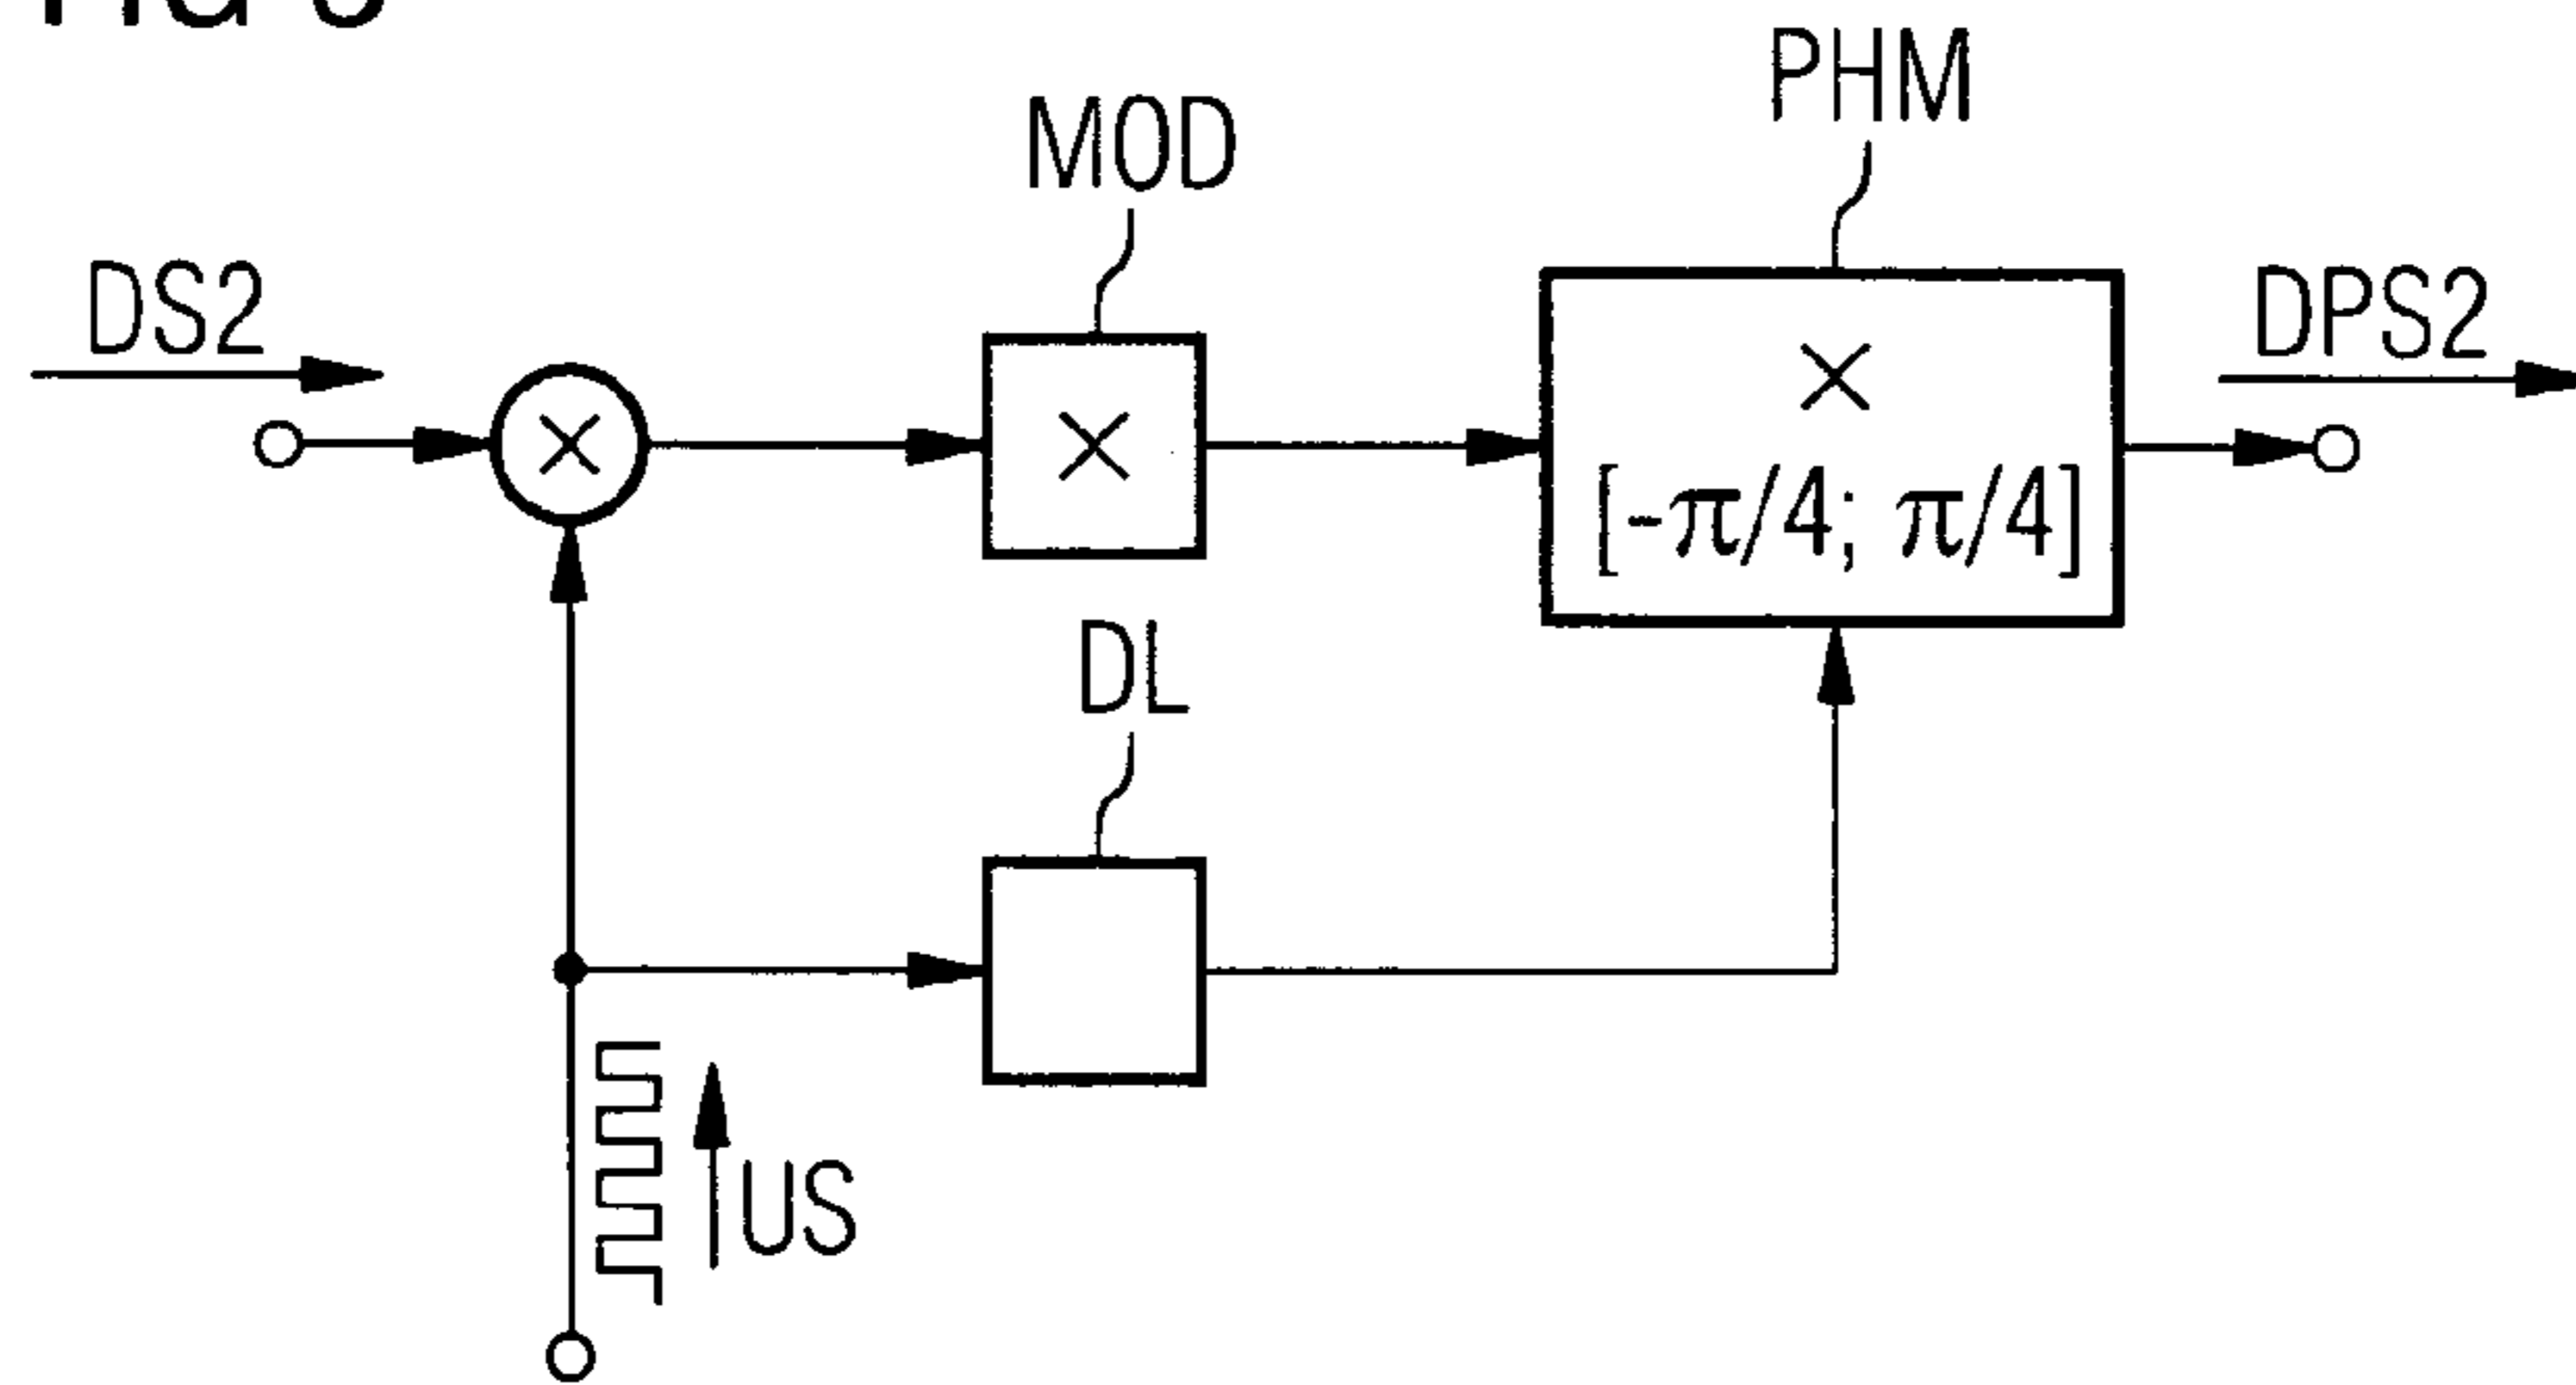 PHM
MOD
DS2
DPS2
[-π/4; π/4]
DL
US